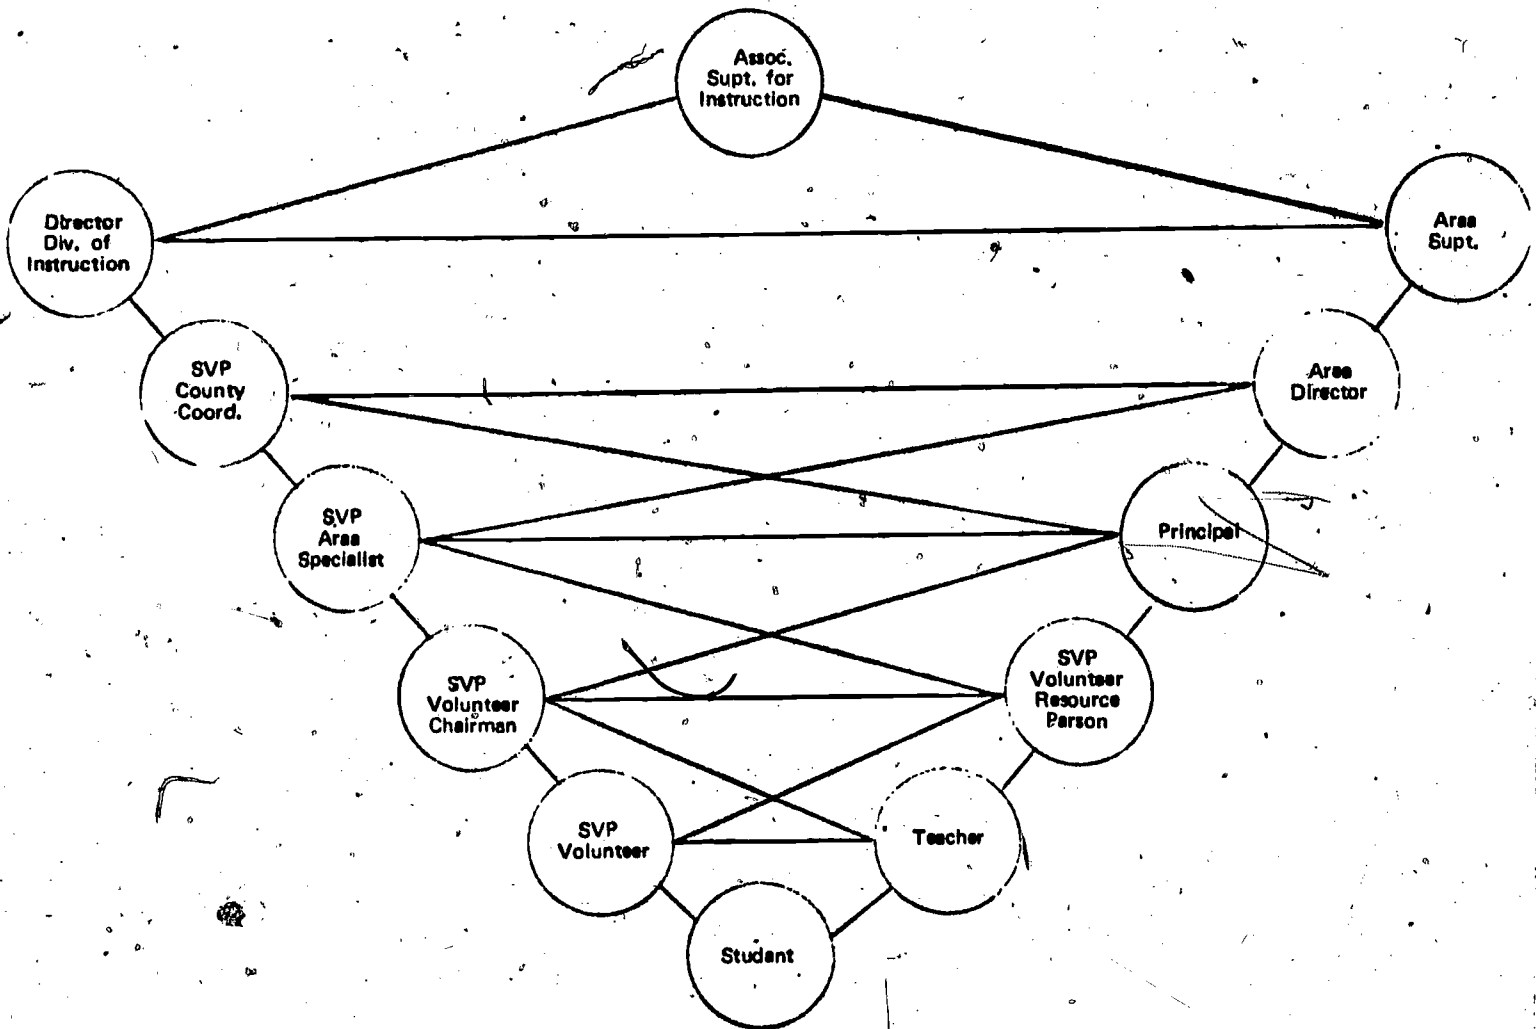 Assoc.
Supt. for
Instruction
Director
Div. of
Instruction
Area
Supt.
SVP
County
Coord.
Area
Director
SVP
Area
Specialist
Principal
SVP
Volunteer
Chairman
SVP
Volunteer
Resource
Person
SVP
Volunteer
Teacher
Student